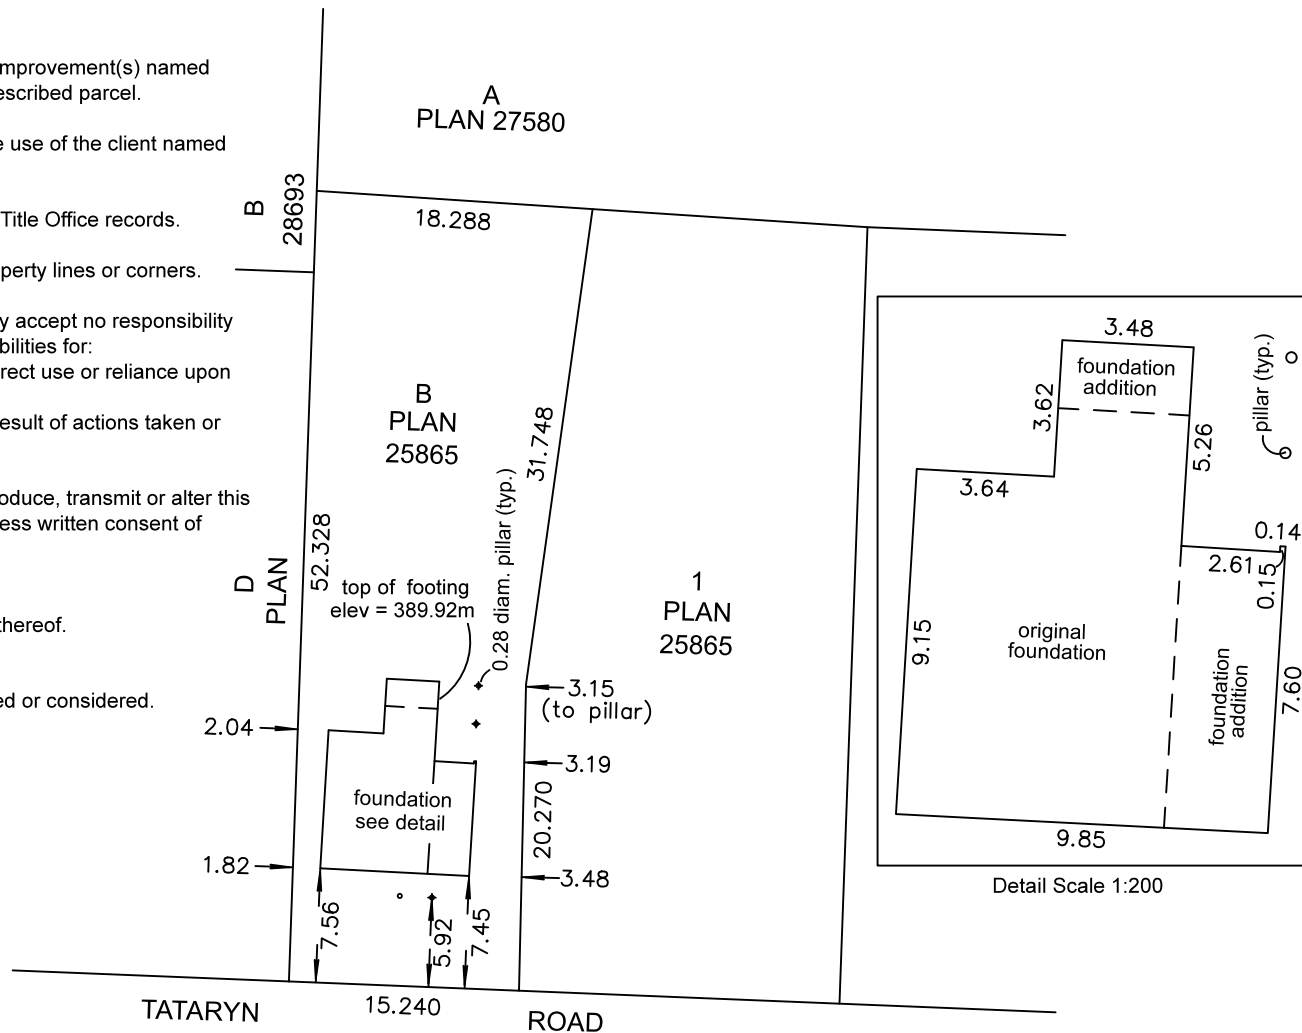 mprovement(s) named
escribed parcel.
e use of the client named
Title Office records.
perty lines or corners.
y accept no responsibility
bilities for:
rect use or reliance upon
esult of actions taken or
oduce, transmit or alter this
ess written consent of
thereof.
ed or considered.
A
PLAN 27580
B
28693
18.288
B
PLAN
25865
31.748
52.328
D
PLAN
0.28 diam. pillar (typ.)
top of footing
elev = 389.92m
1
PLAN
25865
3.15
(to pillar)
2.04
3.19
foundation
see detail
20.270
1.82
3.48
7.56
5.92
7.45
15.240
TATARYN
ROAD
3.48
foundation
addition
3.62
pillar (typ.)
5.26
3.64
0.14
2.61
0.15
9.15
original
foundation
foundation
addition
7.60
9.85
Detail Scale 1:200